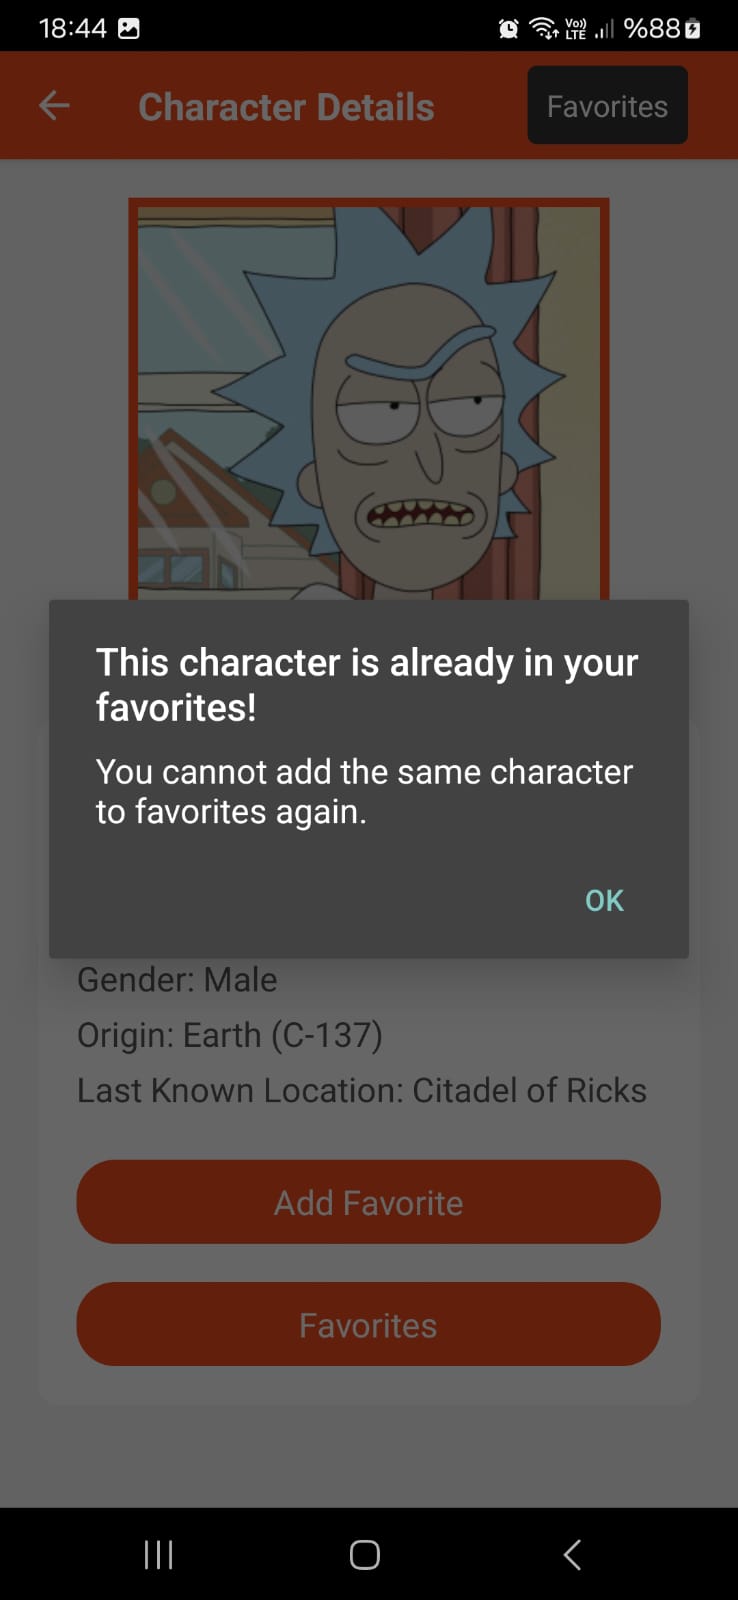 18:44 Vo)) LTE %88
Character Details
Favorites
This character is already in your
favorites!
You cannot add the same character
to favorites again.
OK
Gender: Male
Origin: Earth (C-137)
Last Known Location: Citadel of Ricks
Add Favorite
Favorites